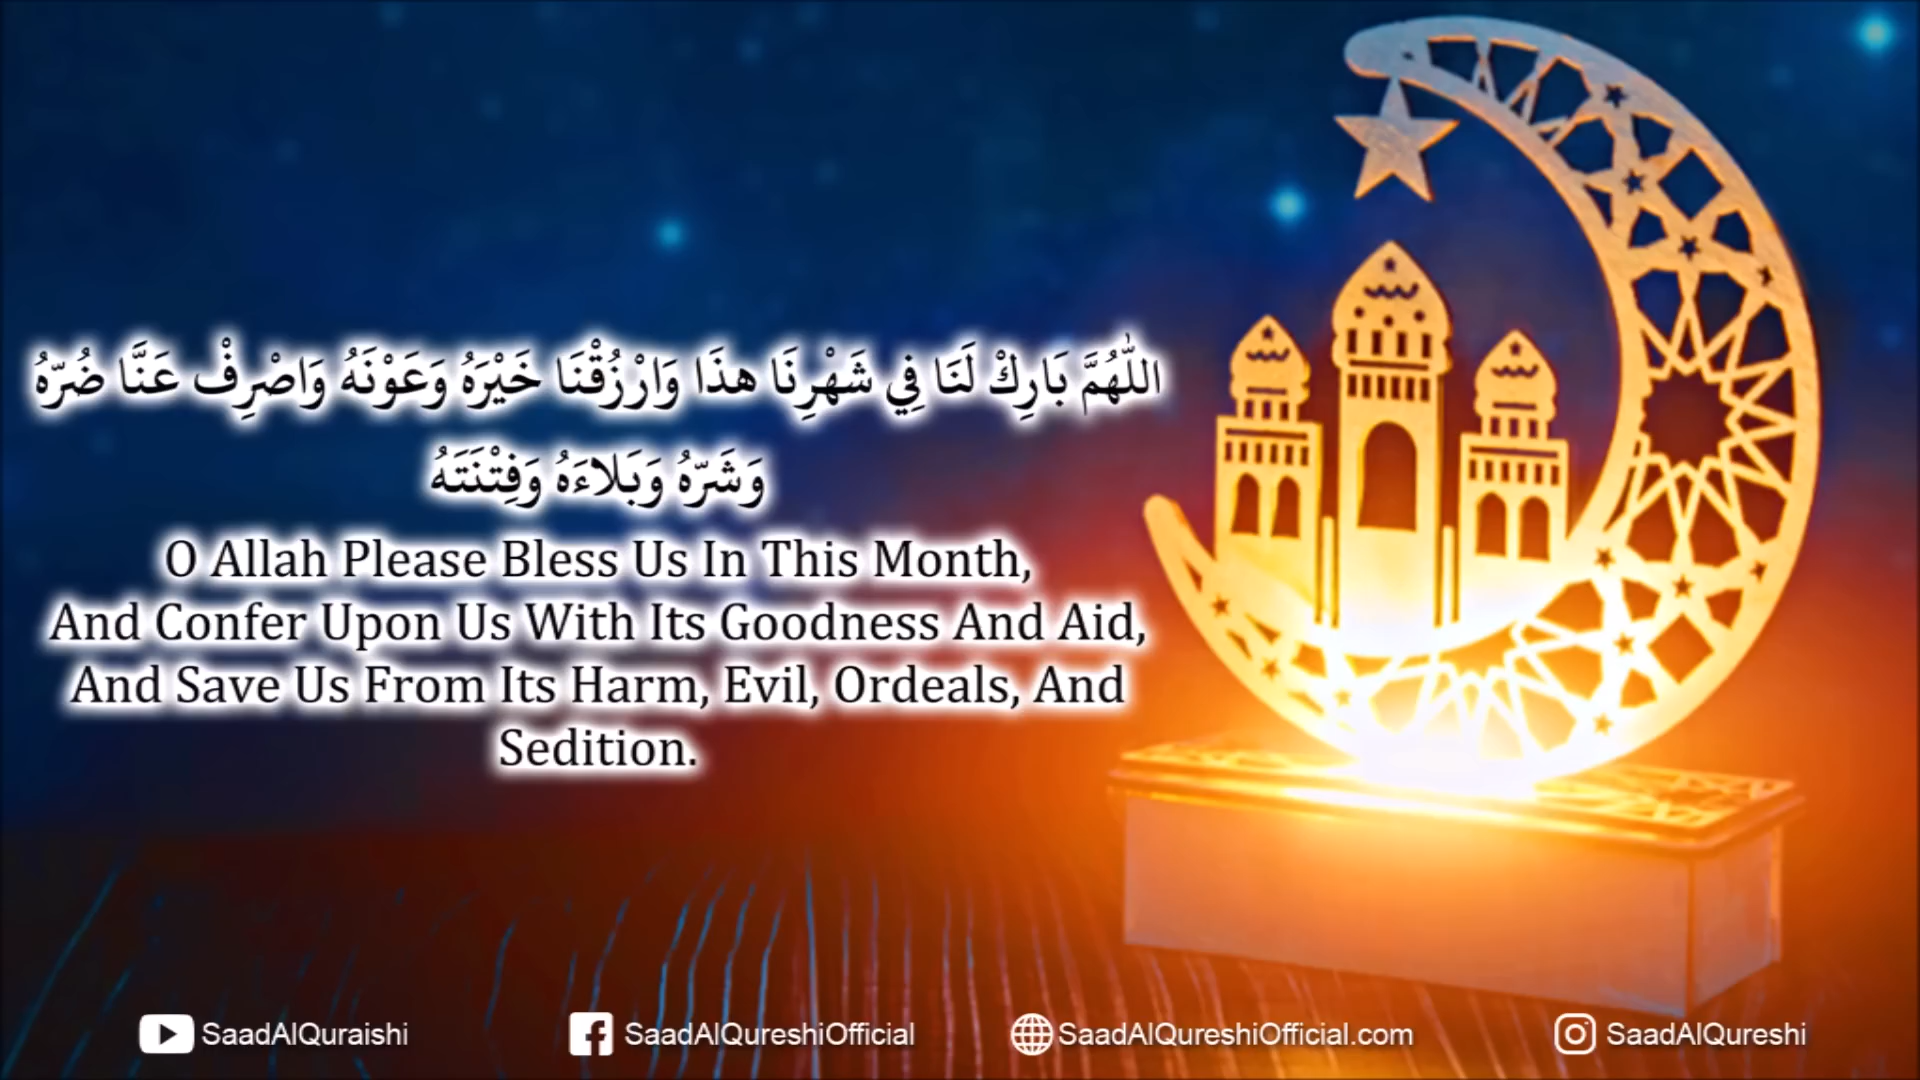 اللّٰهُمَّ بَارِكْ لَنَا فِي شَهْرِنَا هذَا وَارْزُقْنَا خَيْرَهُ وَعَوْنَهُ وَاصْرِفْ عَنَّا ضُرّهُ
وَشَرّهُ وَبَلاءَهُ وَفِتْنَتَهُ
O Allah Please Bless Us In This Month,
And Confer Upon Us With Its Goodness And Aid,
And Save Us From Its Harm, Evil, Ordeals, And
Sedition.
SaadAlQuraishi SaadAlQureshiOfficial SaadAlQureshiOfficial.com SaadAlQureshi